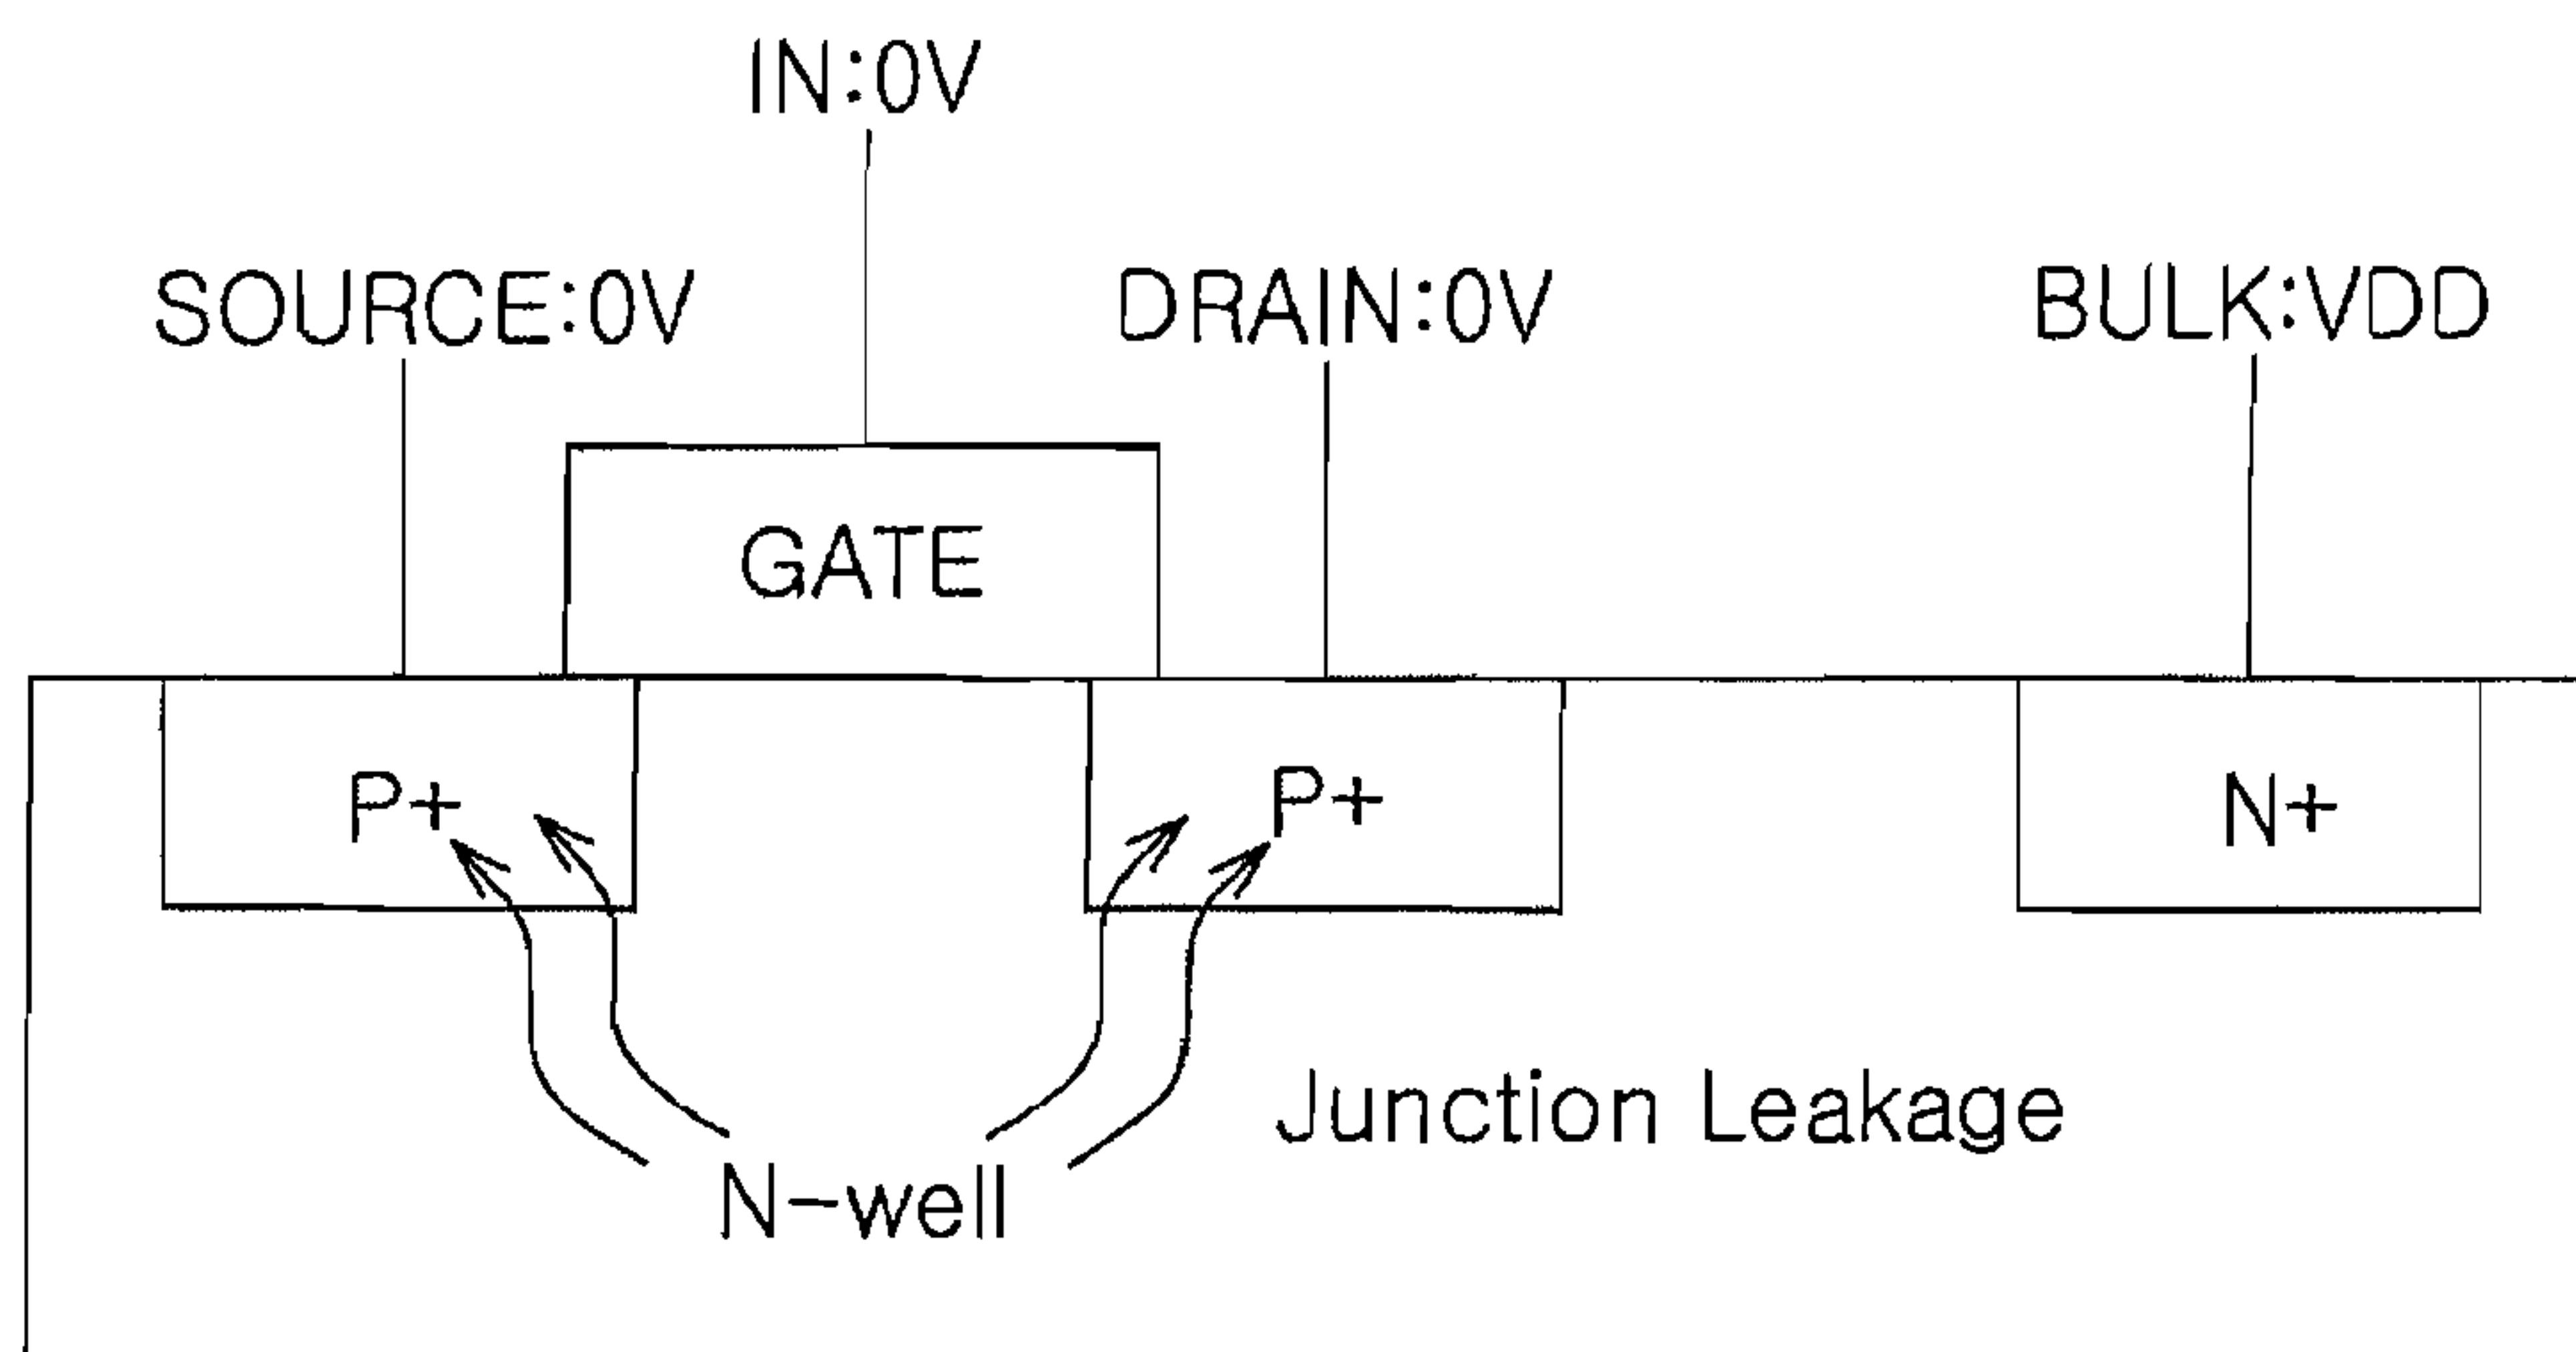 IN:0V
SOURCE:0V
DRAIN:0V
BULK:VDD
GATE
P+
P+
N+
Junction Leakage
N-well